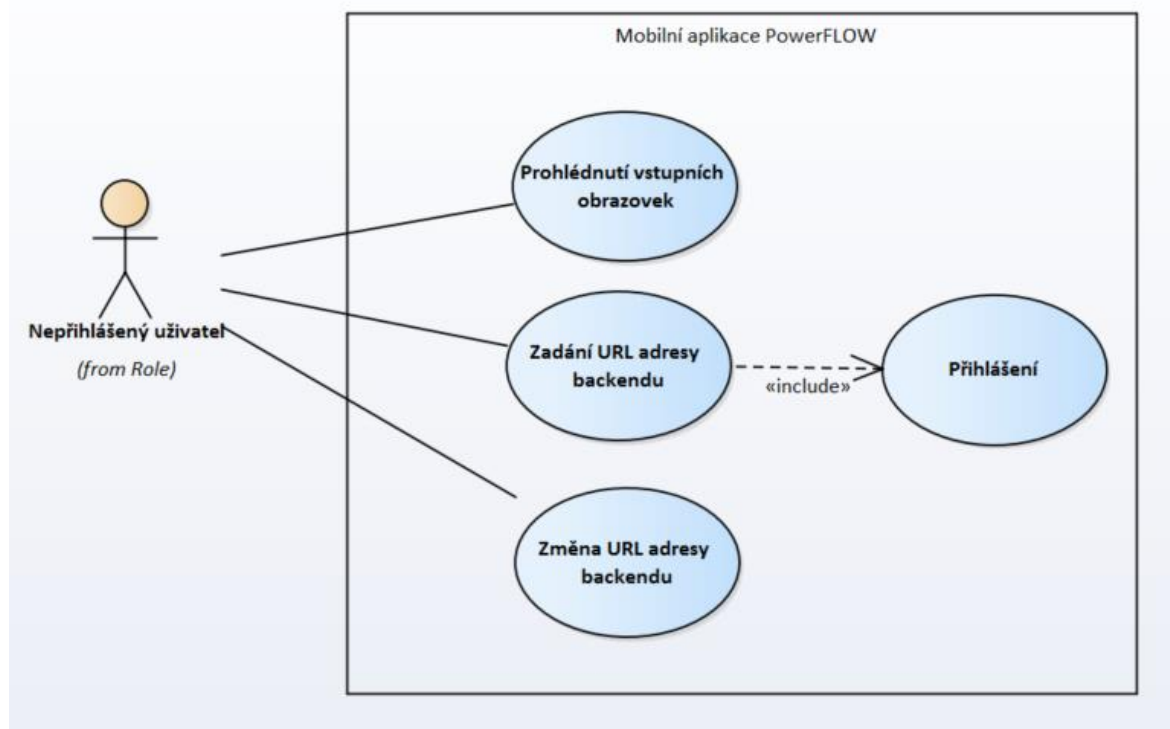 Mobilní aplikace PowerFLOW
Prohlédnutí vstupních
obrazovek
Nepřihlášený uživatel
(from Role)
Zadání URL adresy
backendu
«include»
Přihlášení
Změna URL adresy
backendu